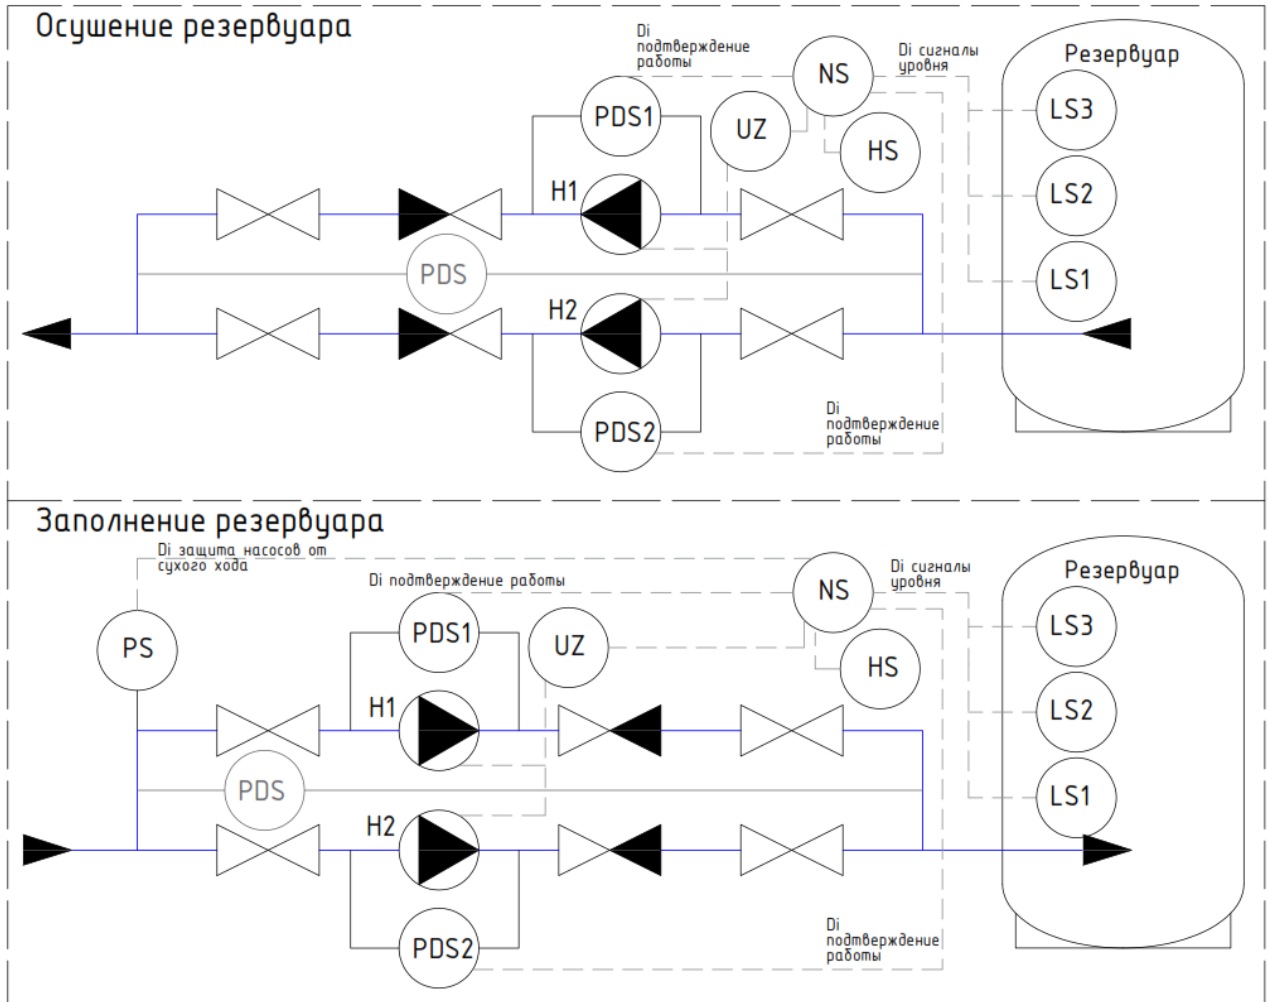 Осушение резервуара
Di
подтверждение
работы
NS
Di сигналы
уровня
Резервуар
PDS1
UZ
HS
LS3
H1
LS2
PDS
LS1
H2
PDS2
Di
подтверждение
работы
Заполнение резервуара
Di защита насосов от
сухого хода
Di подтверждение работы
NS
Di сигналы
уровня
Резервуар
PS
PDS1
UZ
HS
LS3
H1
LS2
PDS
LS1
H2
PDS2
Di
подтверждение
работы